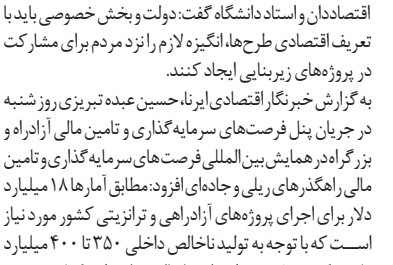 اقتصاددان و استاد دانشگاه گفت: دولت و بخش خصوصی باید با
تعریف اقتصادی طرح‌ها، انگیزه لازم را نزد مردم برای مشارکت
در پروژه‌های زیربنایی ایجاد کنند.
به گزارش خبرنگار اقتصادی ایرنا، حسین عبده تبریزی روز شنبه
در جریان پنل فرصت‌های سرمایه‌گذاری و تامین مالی آزادراه و
بزرگراه در همایش بین‌المللی فرصت‌های سرمایه‌گذاری و تامین
مالی راهگذرهای ریلی و جاده‌ای افزود: مطابق آمارها ۱۸ میلیارد
دلار برای اجرای پروژه‌های آزادراهی و ترانزیتی کشور مورد نیاز
است که با توجه به تولید ناخالص داخلی ۳۵۰ تا ۴۰۰ میلیارد